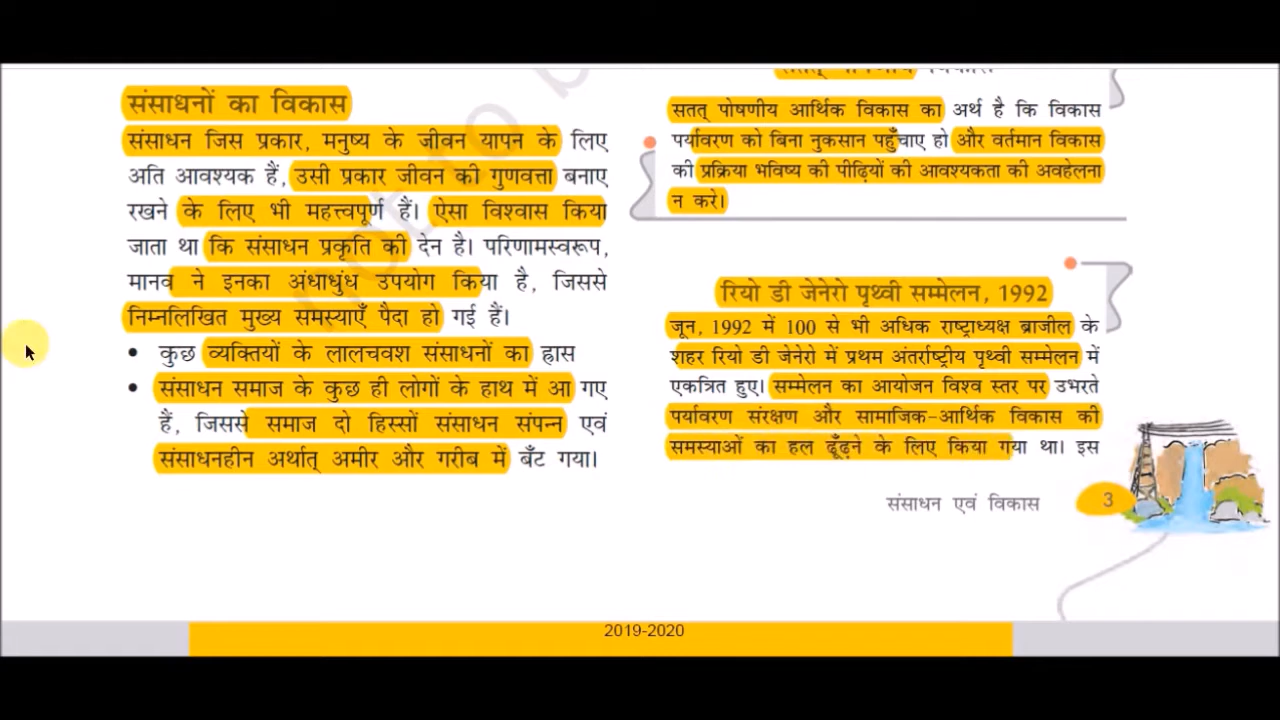 संसाधनों का विकास
संसाधन जिस प्रकार, मनुष्य के जीवन यापन के लिए
अति आवश्यक हैं, उसी प्रकार जीवन की गुणवत्ता बनाए
रखने के लिए भी महत्त्वपूर्ण हैं। ऐसा विश्वास किया
जाता था कि संसाधन प्रकृति की देन है। परिणामस्वरूप,
मानव ने इनका अंधाधुंध उपयोग किया है, जिससे
निम्नलिखित मुख्य समस्याएँ पैदा हो गई हैं।
• कुछ व्यक्तियों के लालचवश संसाधनों का ह्रास
• संसाधन समाज के कुछ ही लोगों के हाथ में आ गए
हैं, जिससे समाज दो हिस्सों संसाधन संपन्न एवं
संसाधनहीन अर्थात् अमीर और गरीब में बँट गया।
सतत् पोषणीय आर्थिक विकास का अर्थ है कि विकास
पर्यावरण को बिना नुकसान पहुँचाए हो और वर्तमान विकास
की प्रक्रिया भविष्य की पीढ़ियों की आवश्यकता की अवहेलना
न करे।
रियो डी जेनेरो पृथ्वी सम्मेलन, 1992
जून, 1992 में 100 से भी अधिक राष्ट्राध्यक्ष ब्राजील के
शहर रियो डी जेनेरो में प्रथम अंतर्राष्ट्रीय पृथ्वी सम्मेलन में
एकत्रित हुए। सम्मेलन का आयोजन विश्व स्तर पर उभरते
पर्यावरण संरक्षण और सामाजिक-आर्थिक विकास की
समस्याओं का हल ढूँढ़ने के लिए किया गया था। इस
संसाधन एवं विकास 3
2019-2020